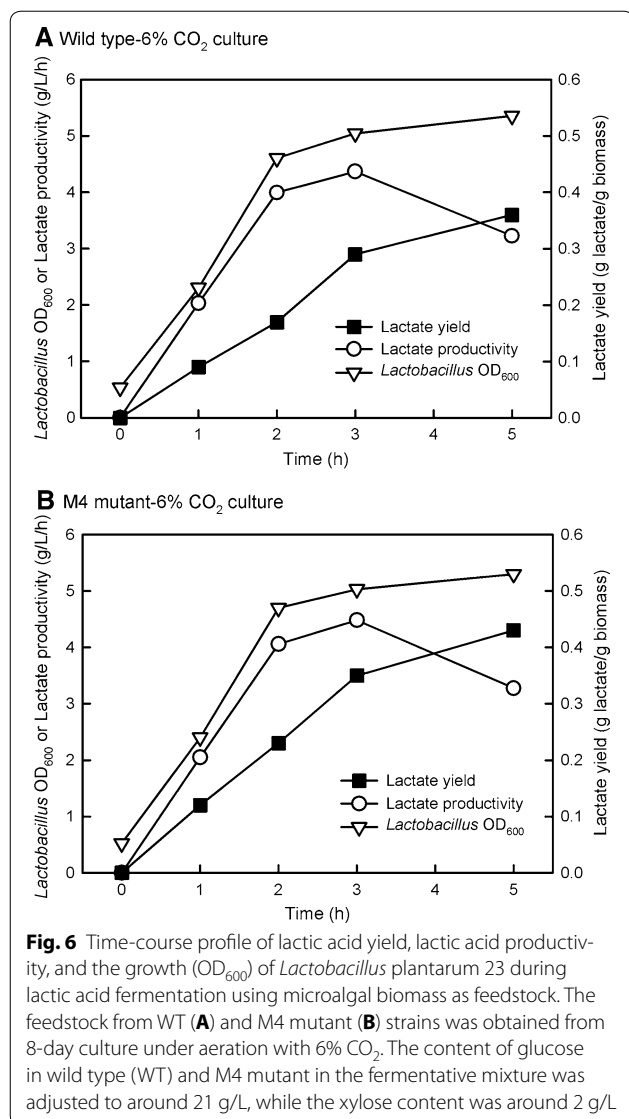 A Wild type-6% CO₂ culture
Lactobacillus OD₆₀₀ or Lactate productivity (g/L/h)
6
5
4
3
2
1
0
0.6
0.5
0.4
0.3
0.2
0.1
0.0
Lactate yield (g lactate/g biomass)
Lactate yield
Lactate productivity
Lactobacillus OD₆₀₀
0 1 2 3 4 5
Time (h)
B M4 mutant-6% CO₂ culture
Lactobacillus OD₆₀₀ or Lactate productivity (g/L/h)
6
5
4
3
2
1
0
0.6
0.5
0.4
0.3
0.2
0.1
0.0
Lactate yield (g lactate/g biomass)
Lactate yield
Lactate productivity
Lactobacillus OD₆₀₀
0 1 2 3 4 5
Time (h)
Fig. 6 Time-course profile of lactic acid yield, lactic acid productiv-
ity, and the growth (OD₆₀₀) of Lactobacillus plantarum 23 during
lactic acid fermentation using microalgal biomass as feedstock. The
feedstock from WT (A) and M4 mutant (B) strains was obtained from
8-day culture under aeration with 6% CO₂. The content of glucose
in wild type (WT) and M4 mutant in the fermentative mixture was
adjusted to around 21 g/L, while the xylose content was around 2 g/L